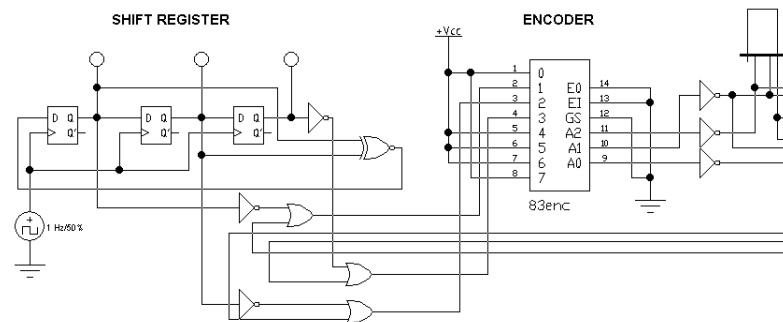 SHIFT REGISTER
ENCODER
+Vcc
D Q
Q'
D Q
Q'
D Q
Q'
1 Hz/50%
1
2
3
4
5
6
7
8
0
1
2
3
4
5
6
7
E0
EI
GS
A2
A1
A0
14
13
12
11
10
9
83enc